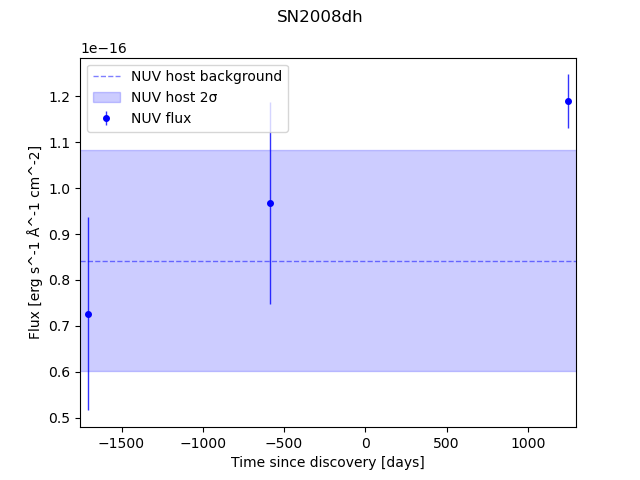 SN2008dh
1e−16
NUV host background
NUV host 2σ
NUV flux
1.2
1.1
1.0
0.9
0.8
0.7
0.6
0.5
Flux [erg s^-1 Å^-1 cm^-2]
−1500
−1000
−500
0
500
1000
Time since discovery [days]